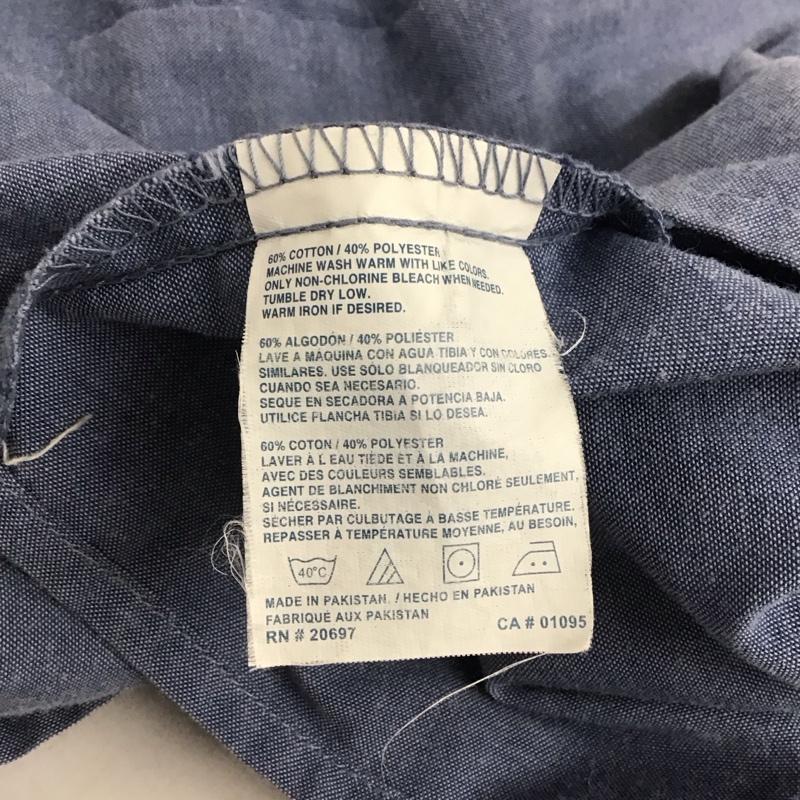 60% COTTON / 40% POLYESTER
MACHINE WASH WARM WITH LIKE COLORS.
ONLY NON-CHLORINE BLEACH WHEN NEEDED.
TUMBLE DRY LOW.
WARM IRON IF DESIRED.
60% ALGODÓN / 40% POLIÉSTER
LAVE A MÁQUINA CON AGUA TIBIA Y CON COLORES
SIMILARES. USE SÓLO BLANQUEADOR SIN CLORO
CUANDO SEA NECESARIO.
SEQUE EN SECADORA A POTENCIA BAJA.
UTILICE PLANCHA TIBIA SI LO DESEA.
60% COTON / 40% POLYESTER
LAVER À L'EAU TIÈDE ET À LA MACHINE,
AVEC DES COULEURS SEMBLABLES.
AGENT DE BLANCHIMENT NON CHLORÉ SEULEMENT,
SI NÉCESSAIRE.
SÉCHER PAR CULBUTAGE À BASSE TEMPÉRATURE.
REPASSER À TEMPÉRATURE MOYENNE, AU BESOIN,
40°C
MADE IN PAKISTAN. / HECHO EN PAKISTAN
FABRIQUÉ AUX PAKISTAN
RN # 20697 CA # 01095